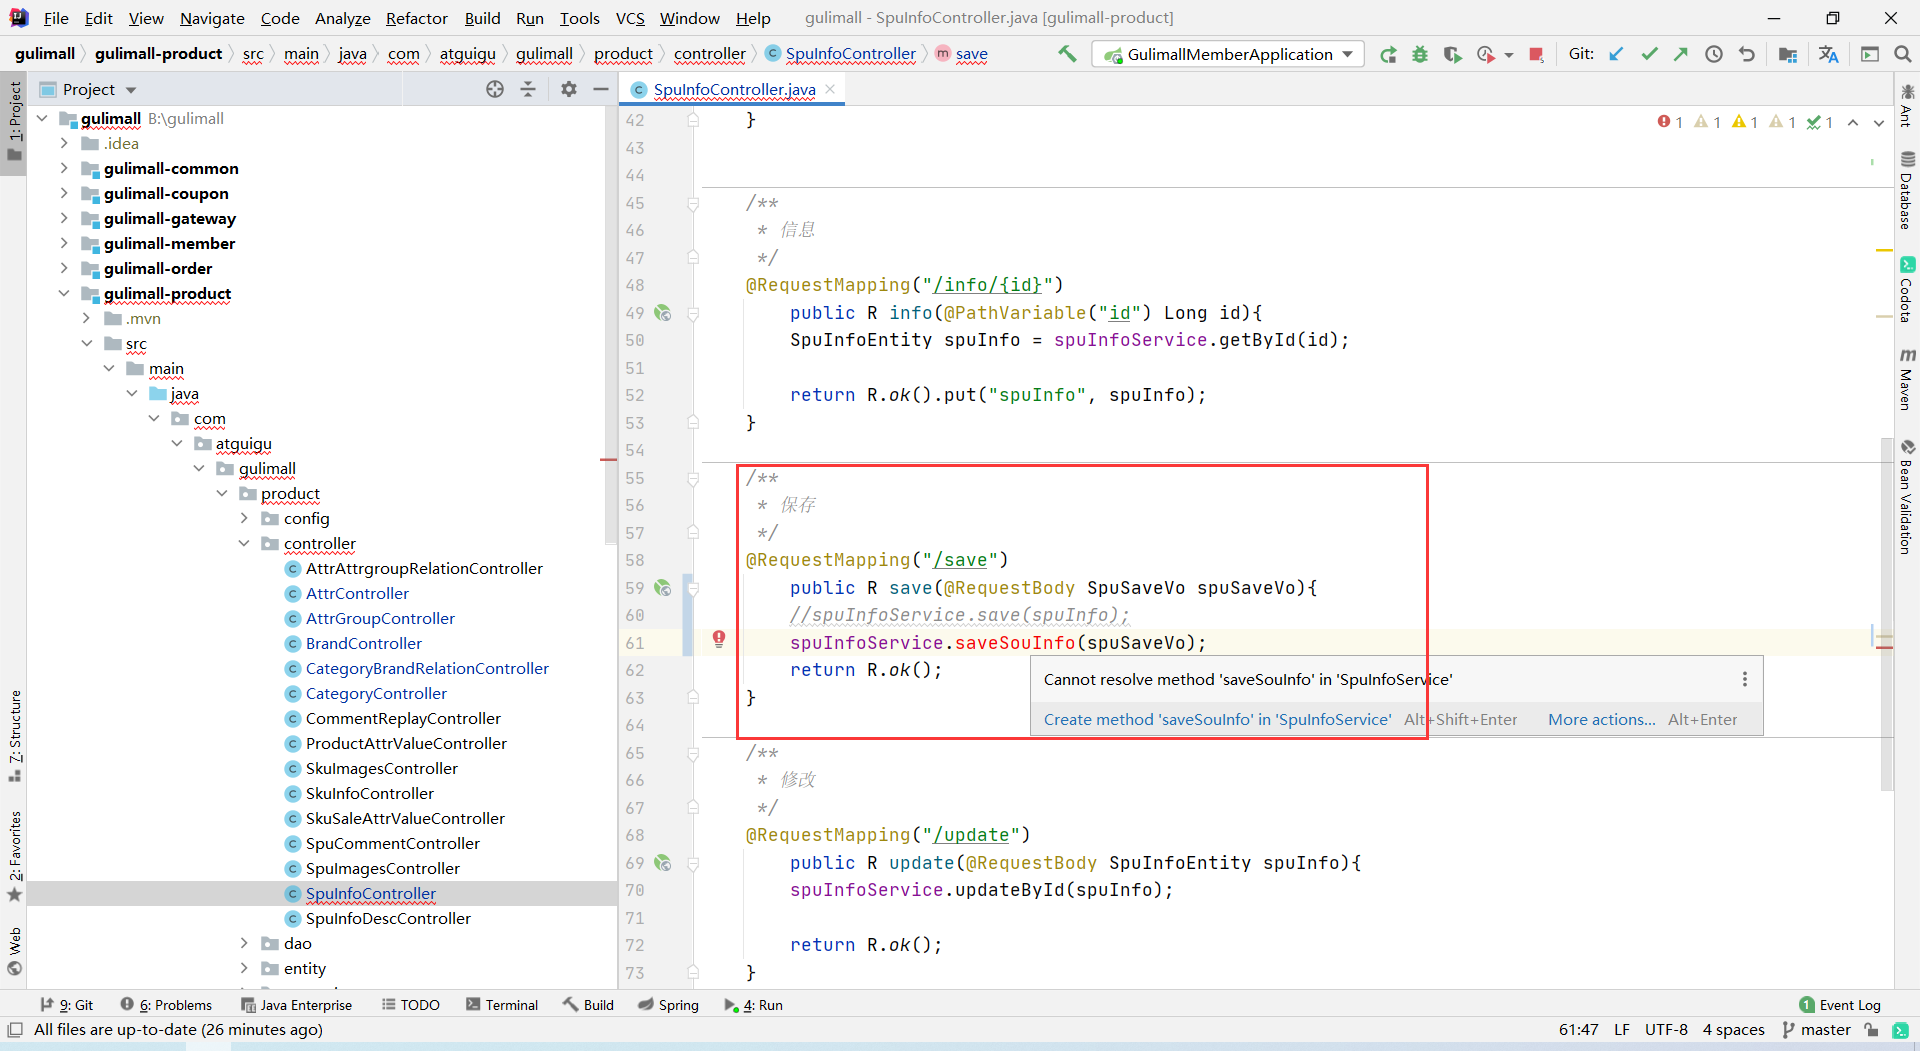 File Edit View Navigate Code Analyze Refactor Build Run Tools VCS Window Help gulimall - SpuInfoController.java [gulimall-product]
gulimall gulimall-product src main java com atguigu gulimall product controller SpuInfoController save GulimallMemberApplication Git:
1: Project
7: Structure
2: Favorites
Web
Project
gulimall B:\gulimall
.idea
gulimall-common
gulimall-coupon
gulimall-gateway
gulimall-member
gulimall-order
gulimall-product
.mvn
src
main
java
com
atguigu
gulimall
product
config
controller
AttrAttrgroupRelationController
AttrController
AttrGroupController
BrandController
CategoryBrandRelationController
CategoryController
CommentReplayController
ProductAttrValueController
SkuImagesController
SkuInfoController
SkuSaleAttrValueController
SpuCommentController
SpuImagesController
SpuInfoController
SpuInfoDescController
dao
entity
SpuInfoController.java
1 1 1 1 1
42 }
43
44
45 /**
46 * 信息
47 */
48 @RequestMapping("/info/{id}")
49 public R info(@PathVariable("id") Long id){
50 SpuInfoEntity spuInfo = spuInfoService.getById(id);
51
52 return R.ok().put("spuInfo", spuInfo);
53 }
54
55 /**
56 * 保存
57 */
58 @RequestMapping("/save")
59 public R save(@RequestBody SpuSaveVo spuSaveVo){
60 //spuInfoService.save(spuInfo);
61 spuInfoService.saveSouInfo(spuSaveVo);
62 return R.ok();
63 }
64
Cannot resolve method 'saveSouInfo' in 'SpuInfoService'
Create method 'saveSouInfo' in 'SpuInfoService' Alt+Shift+Enter More actions... Alt+Enter
65 /**
66 * 修改
67 */
68 @RequestMapping("/update")
69 public R update(@RequestBody SpuInfoEntity spuInfo){
70 spuInfoService.updateById(spuInfo);
71
72 return R.ok();
73 }
Ant
Database
Codota
m Maven
Bean Validation
9: Git 6: Problems Java Enterprise TODO Terminal Build Spring 4: Run 1 Event Log
All files are up-to-date (26 minutes ago) 61:47 LF UTF-8 4 spaces master